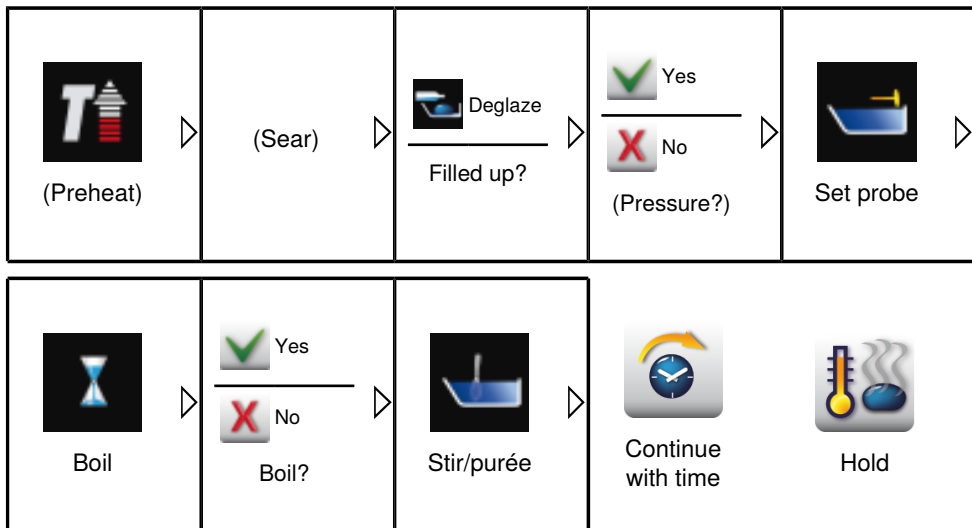 (Preheat)
(Sear)
Deglaze
Filled up?
Yes
No
(Pressure?)
Set probe
Boil
Yes
No
Boil?
Stir/purée
Continue
with time
Hold